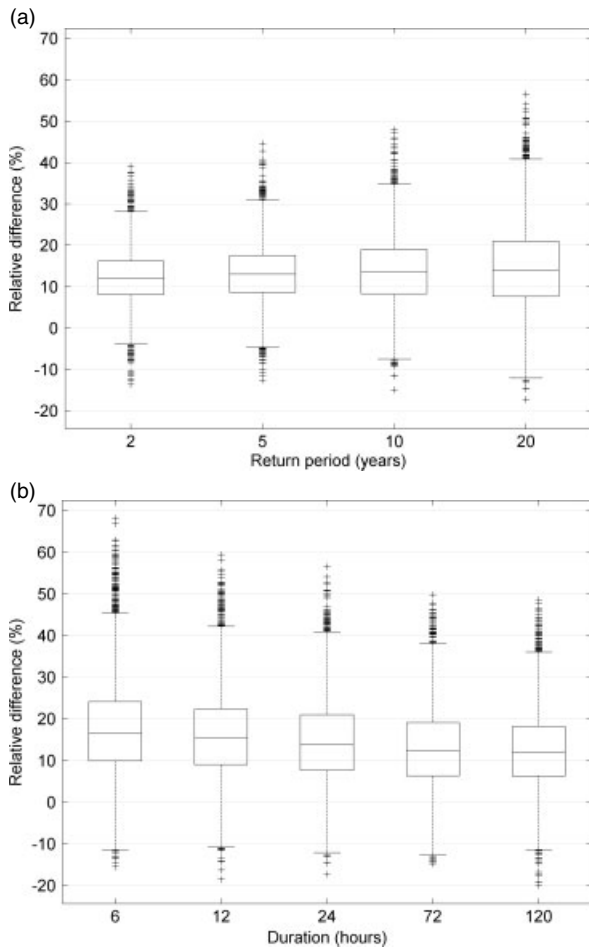 (a)
Relative difference (%)
70
60
50
40
30
20
10
0
-10
-20
2 5 10 20
Return period (years)
(b)
Relative difference (%)
70
60
50
40
30
20
10
0
-10
-20
6 12 24 72 120
Duration (hours)